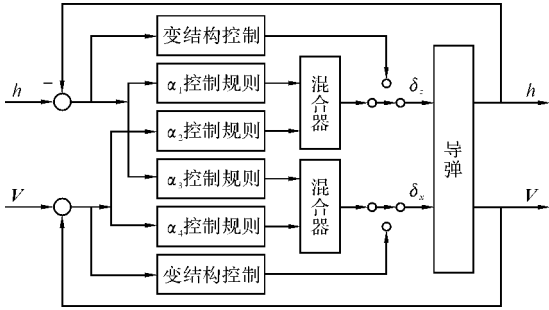 变结构控制
h
−
α₁控制规则
混合器
δz
h
α₂控制规则
导弹
α₃控制规则
V
混合器
δx
V
α₄控制规则
变结构控制